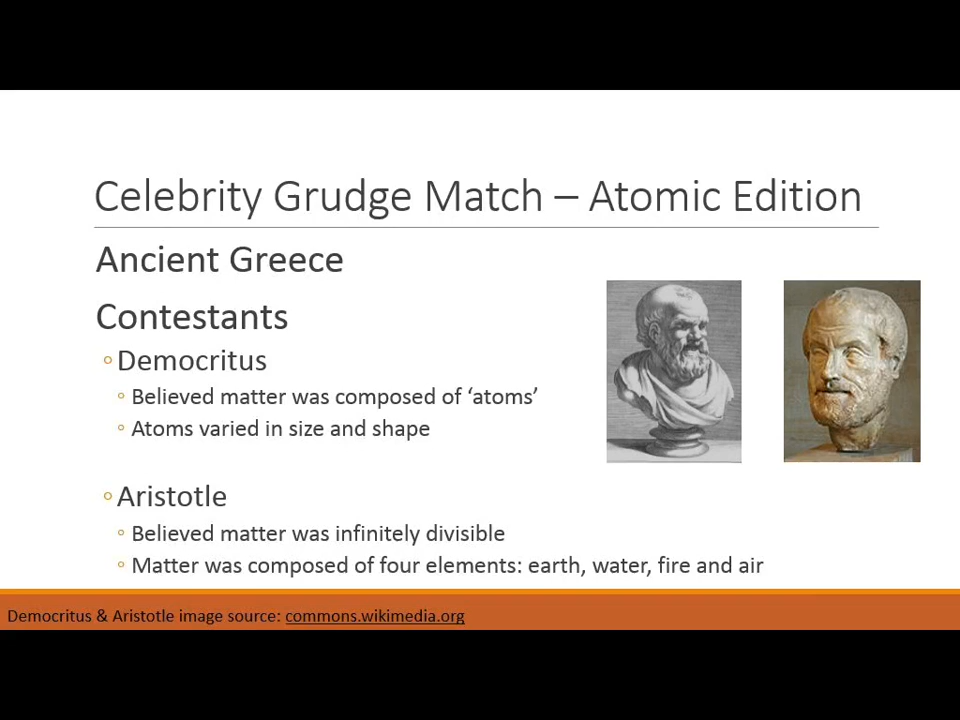 Celebrity Grudge Match – Atomic Edition
Ancient Greece
Contestants
◦Democritus
◦Believed matter was composed of ‘atoms’
◦Atoms varied in size and shape
◦Aristotle
◦Believed matter was infinitely divisible
◦Matter was composed of four elements: earth, water, fire and air
Democritus & Aristotle image source: commons.wikimedia.org